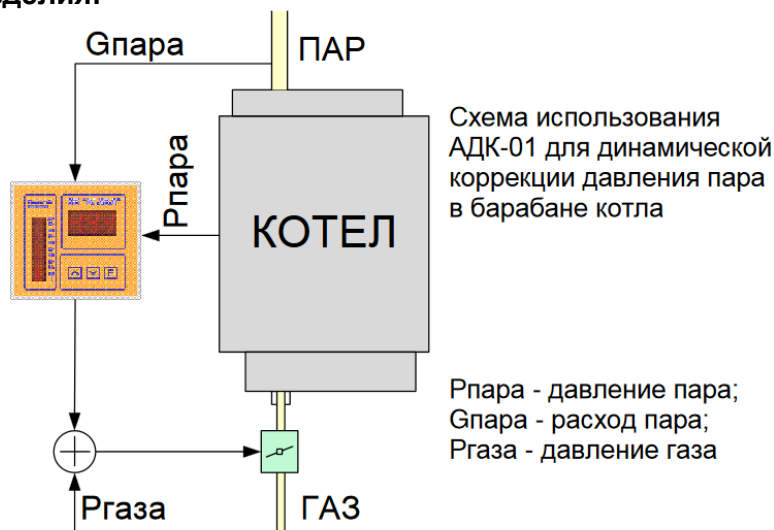 Gпара
ПАР
Pпара
КОТЕЛ
Схема использования
АДК-01 для динамической
коррекции давления пара
в барабане котла
Pпара - давление пара;
Gпара - расход пара;
Pгаза - давление газа
Pгаза
ГАЗ